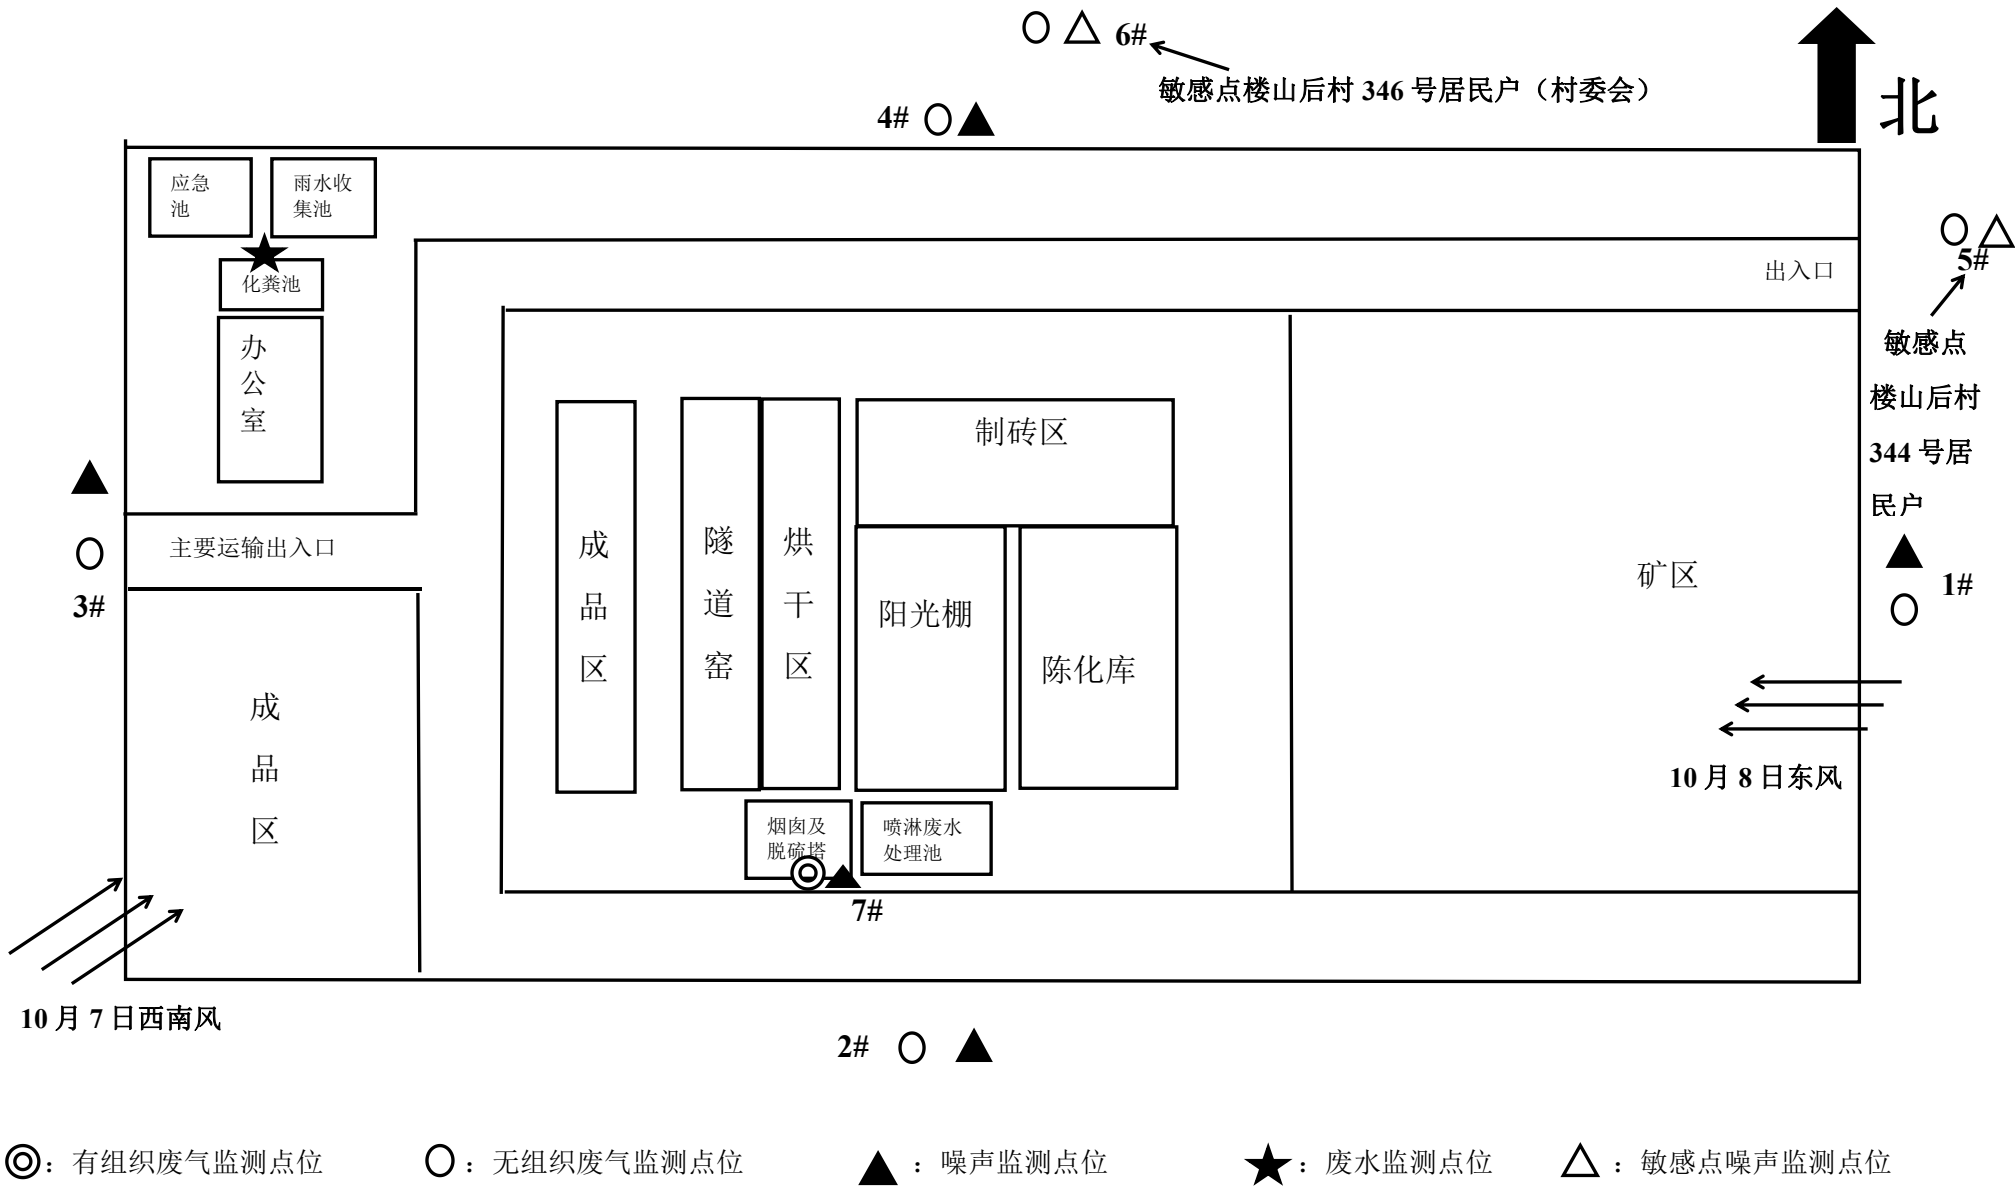 6#
敏感点楼山后村 346 号居民户（村委会）
北
4#
应急
池
雨水收
集池
化粪池
办
公
室
出入口
5#
敏感点
楼山后村
344 号居
民户
制砖区
成
品
区
隧
道
窑
烘
干
区
阳光棚
陈化库
矿区
1#
主要运输出入口
3#
成
品
区
10 月 8 日东风
烟囱及
脱硫塔
喷淋废水
处理池
7#
10 月 7 日西南风
2#
：有组织废气监测点位
：无组织废气监测点位
：噪声监测点位
：废水监测点位
：敏感点噪声监测点位